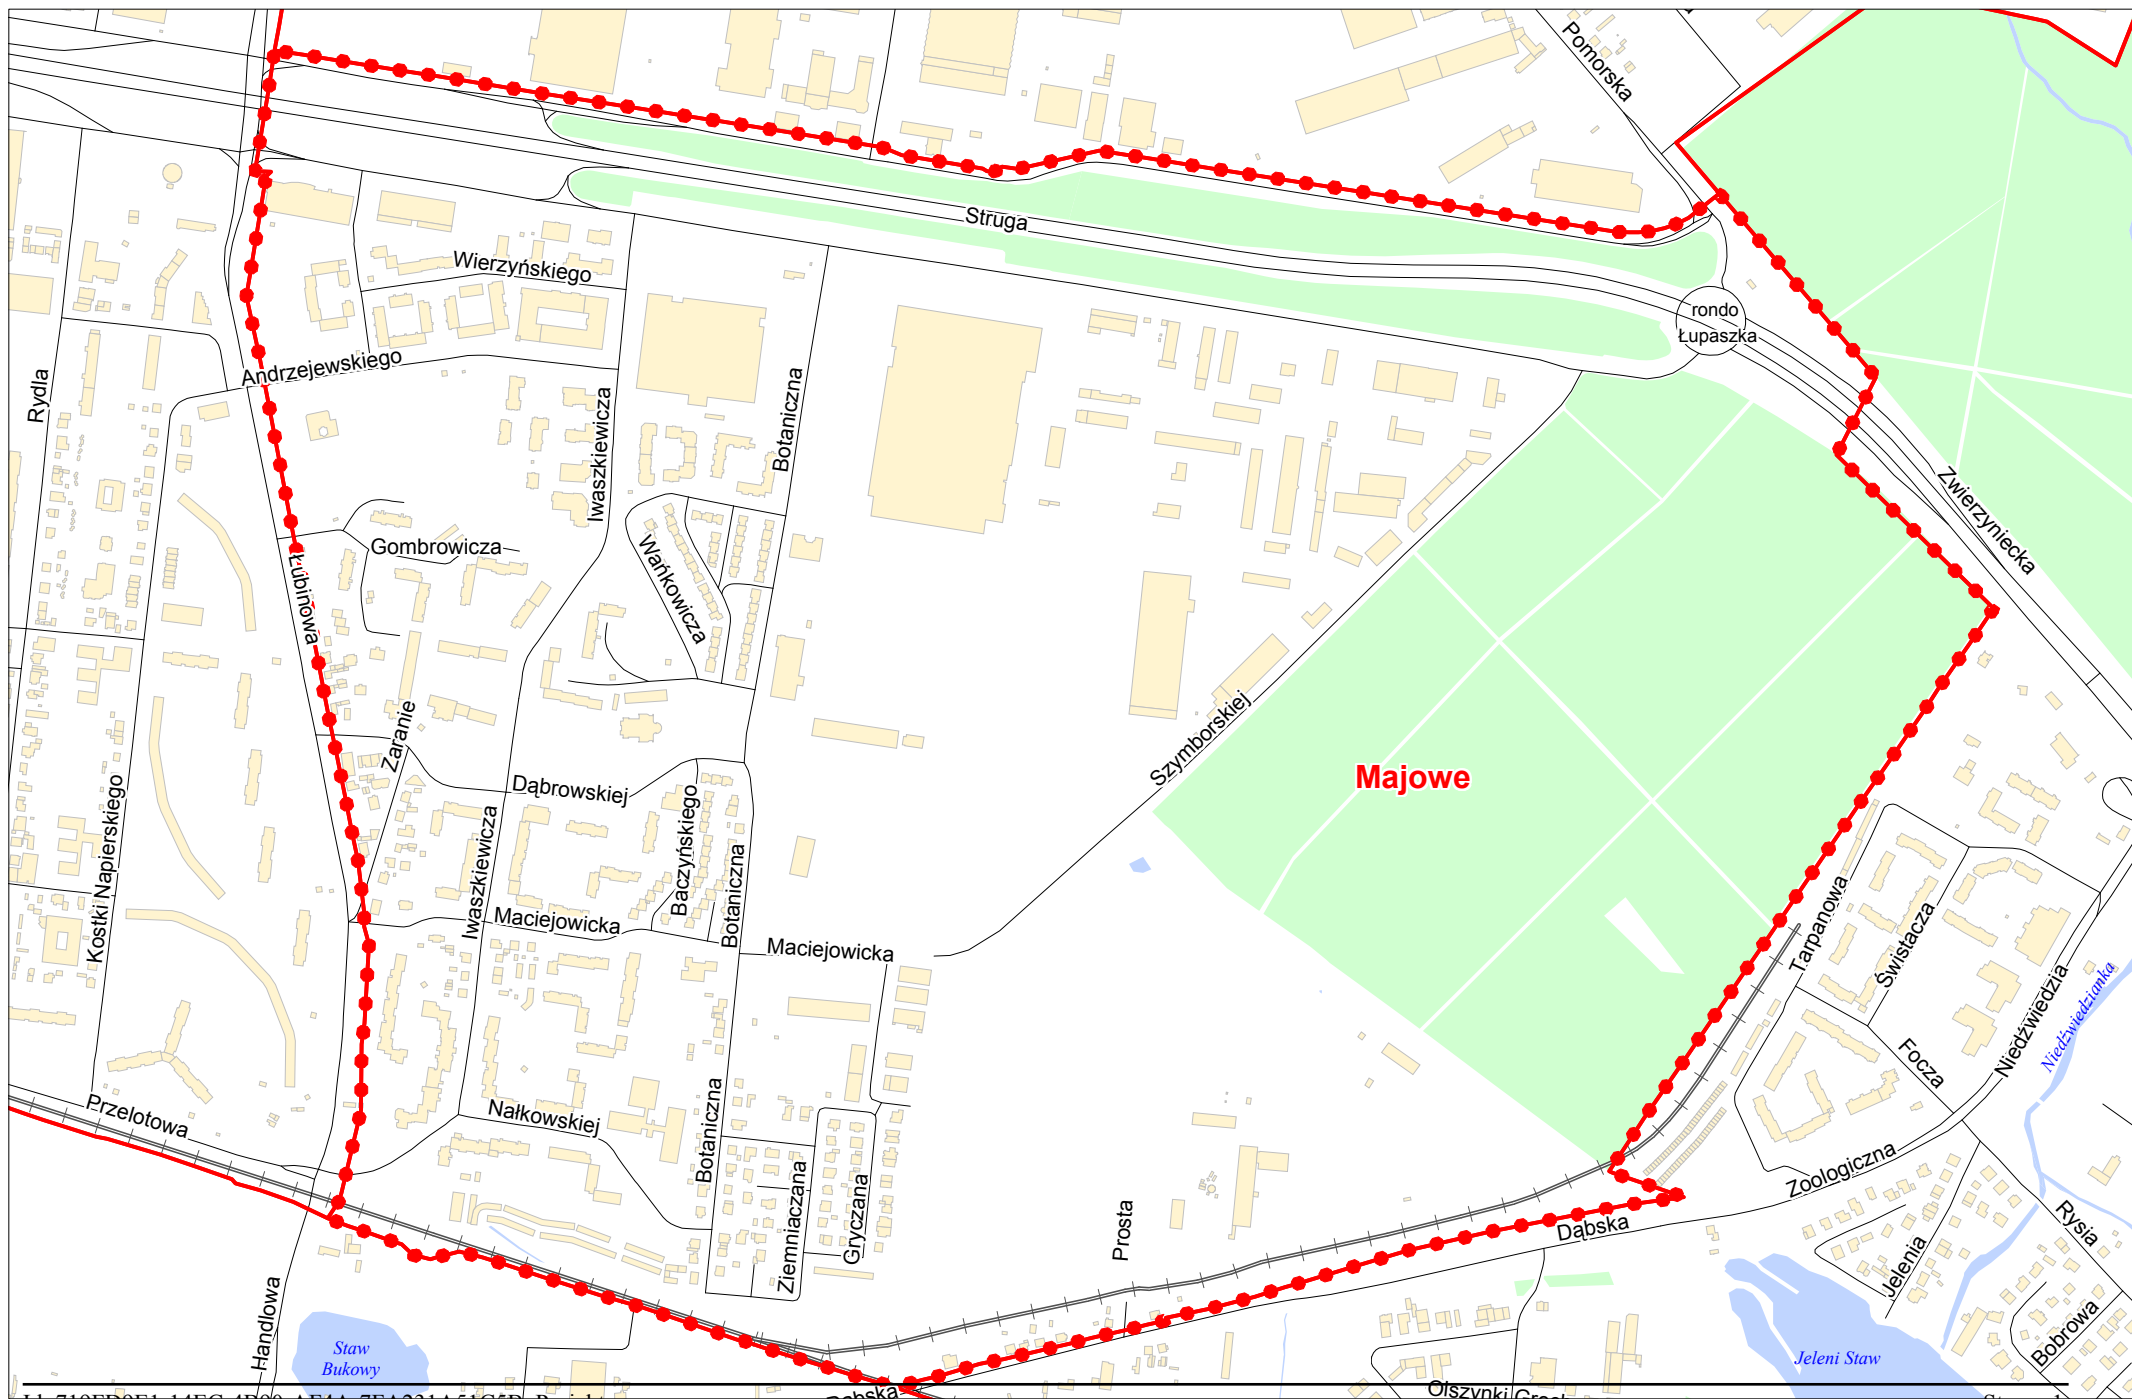 Pomorska
Struga
Wierzyńskiego
rondo
Łupaszka
Andrzejewskiego
Rydla
Iwaszkiewicza
Botaniczna
Zwierzyniecka
Gombrowicza
Wańkowicza
Łubinowa
Zaranie
Szymborskiej
Majowe
Dąbrowskiej
Kostki Napierskiego
Iwaszkiewicza
Baczyńskiego
Botaniczna
Maciejowicka
Maciejowicka
Tarpanowa
Świstacza
Niedźwiedzia
Niedźwiedzianka
Focza
Przelotowa
Nałkowskiej
Botaniczna
Ziemniaczana
Gryczana
Prosta
Dąbska
Zoologiczna
Rysia
Jelenia
Bobrowa
Handlowa
Staw
Bukowy
Jeleni Staw
Dąbska